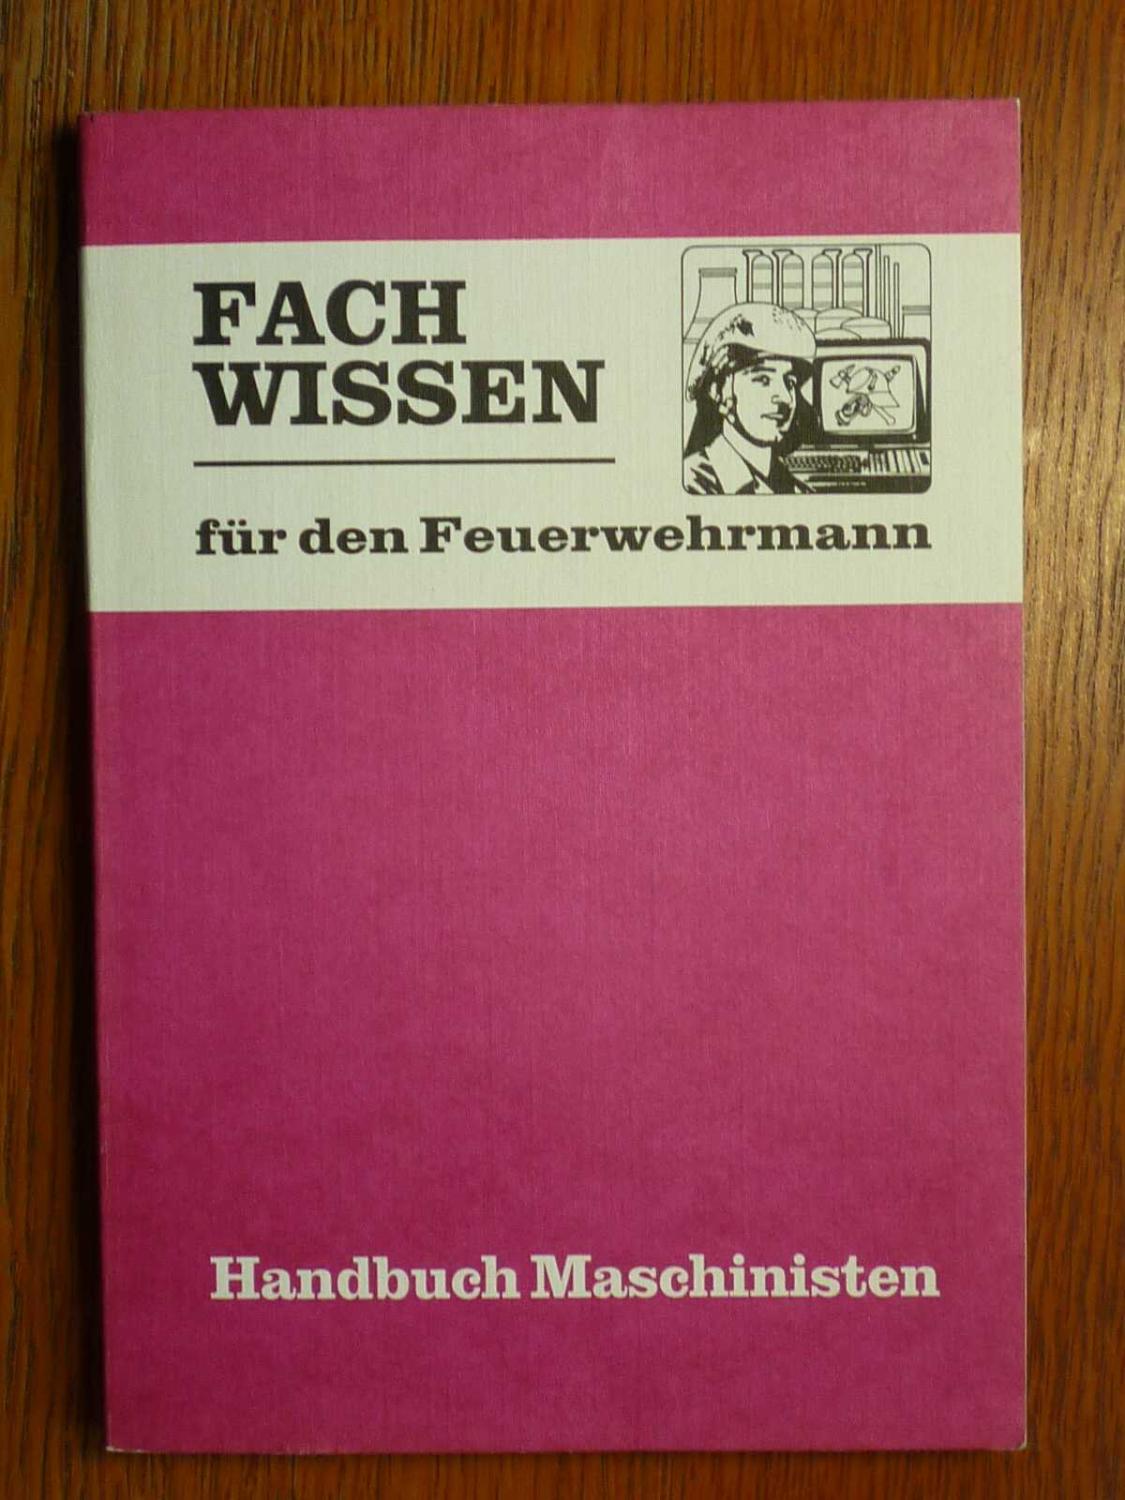 FACH
WISSEN
für den Feuerwehrmann
Handbuch Maschinisten